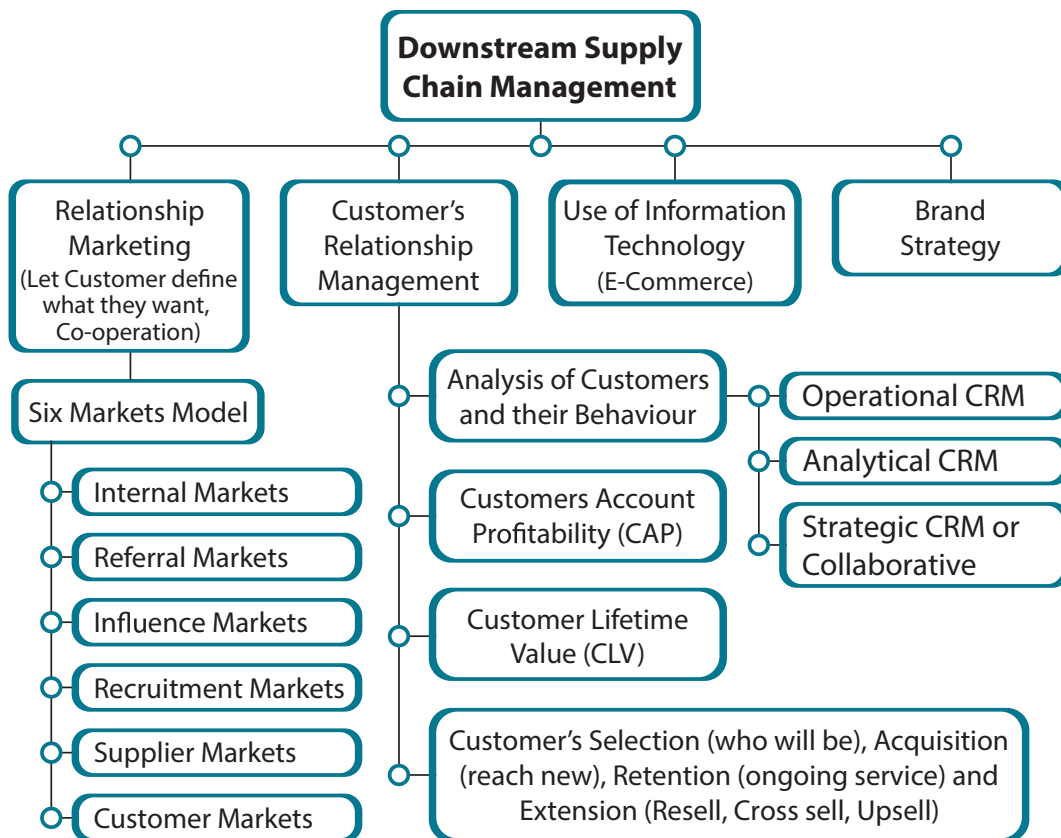 Downstream Supply
Chain Management
Relationship
Marketing
(Let Customer define
what they want,
Co-operation)
Customer’s
Relationship
Management
Use of Information
Technology
(E-Commerce)
Brand
Strategy
Six Markets Model
Internal Markets
Referral Markets
Influence Markets
Recruitment Markets
Supplier Markets
Customer Markets
Analysis of Customers
and their Behaviour
Operational CRM
Analytical CRM
Strategic CRM or
Collaborative
Customers Account
Profitability (CAP)
Customer Lifetime
Value (CLV)
Customer’s Selection (who will be), Acquisition
(reach new), Retention (ongoing service) and
Extension (Resell, Cross sell, Upsell)